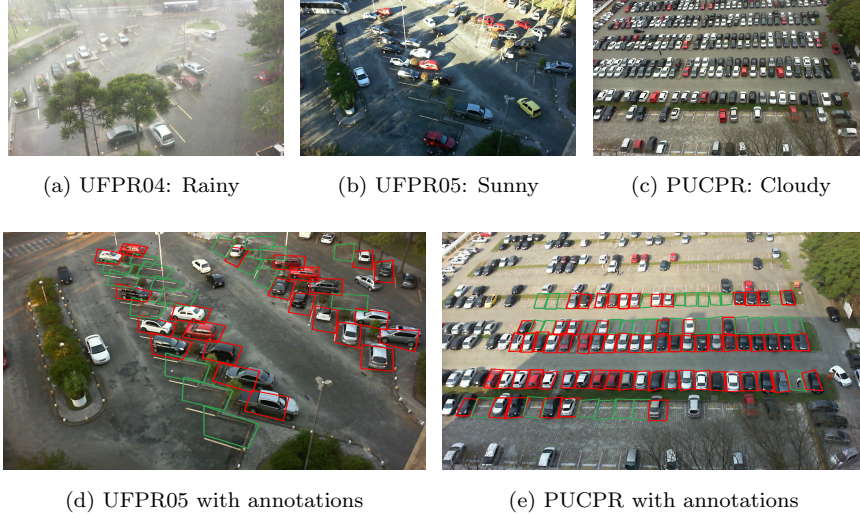 (a) UFPR04: Rainy
(b) UFPR05: Sunny
(c) PUCPR: Cloudy
(d) UFPR05 with annotations
(e) PUCPR with annotations